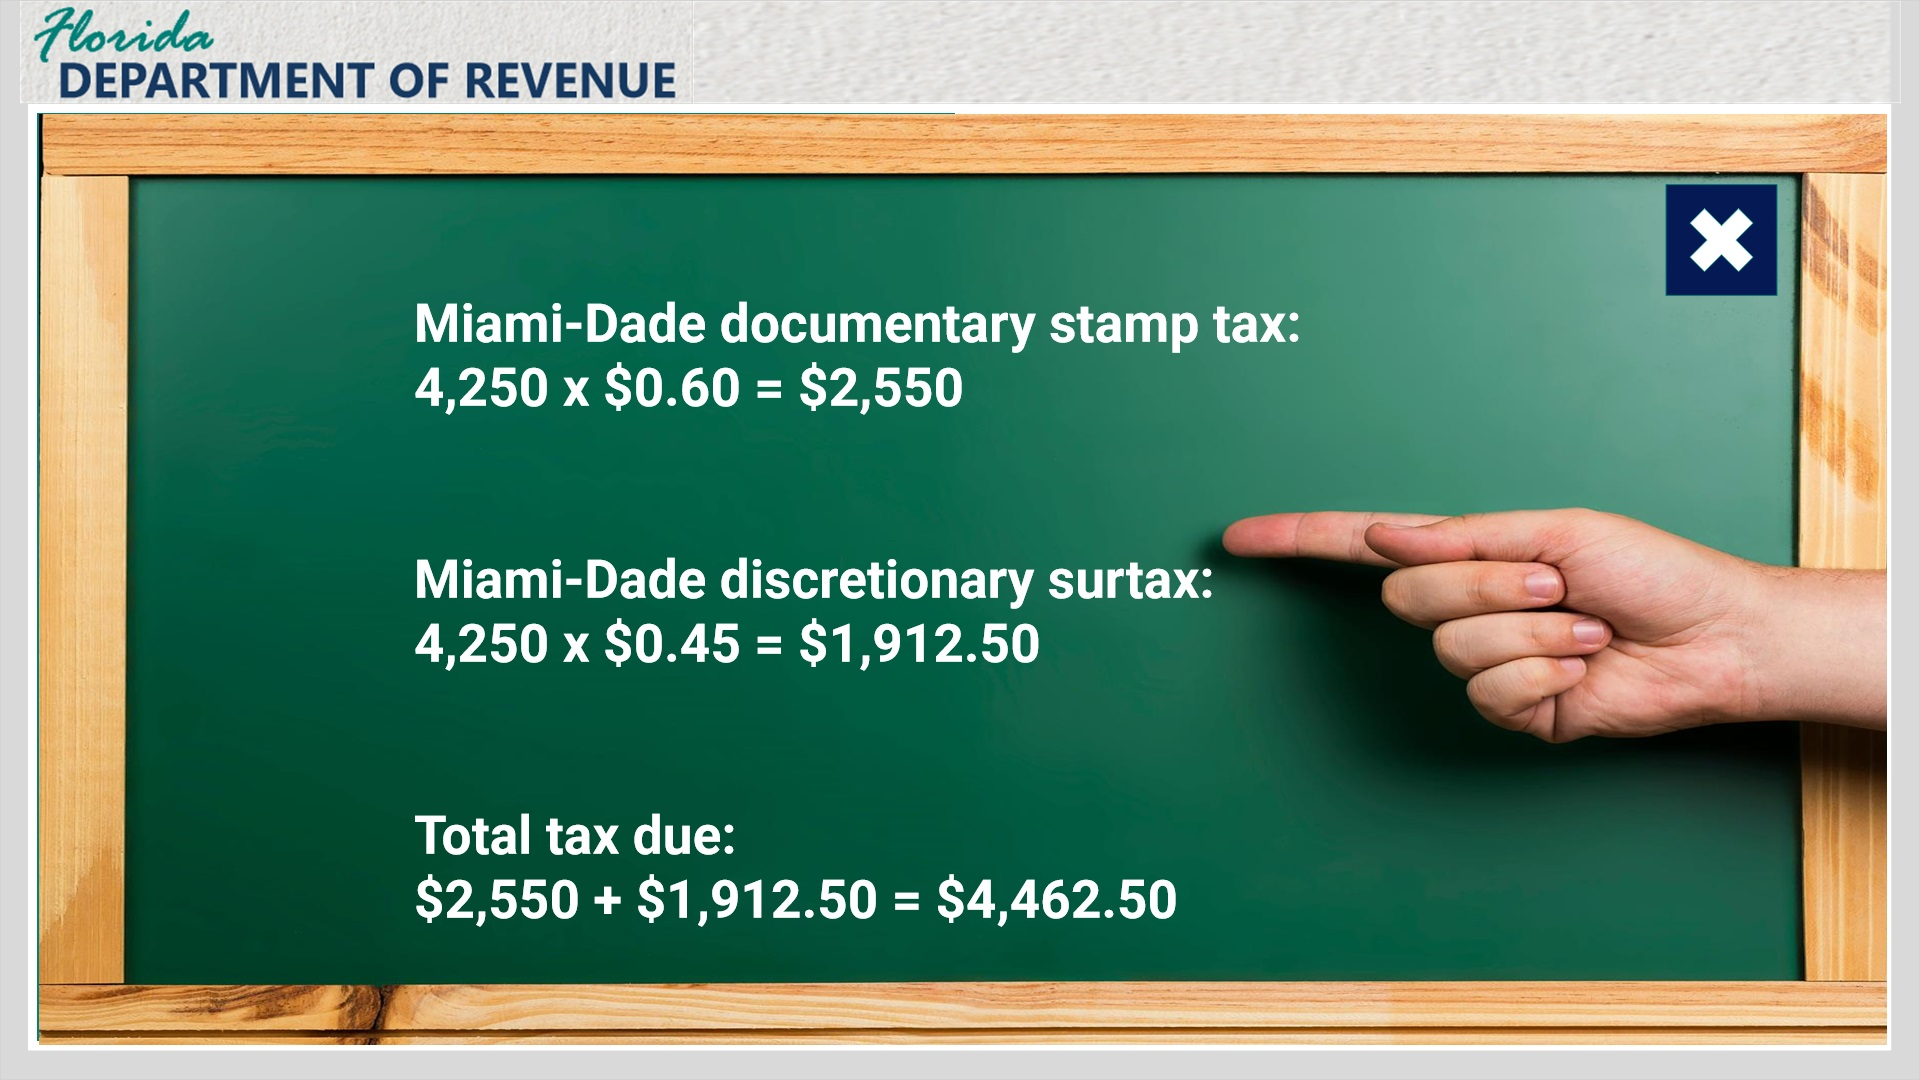 Florida
DEPARTMENT OF REVENUE
Miami-Dade documentary stamp tax:
4,250 x $0.60 = $2,550
Miami-Dade discretionary surtax:
4,250 x $0.45 = $1,912.50
Total tax due:
$2,550 + $1,912.50 = $4,462.50